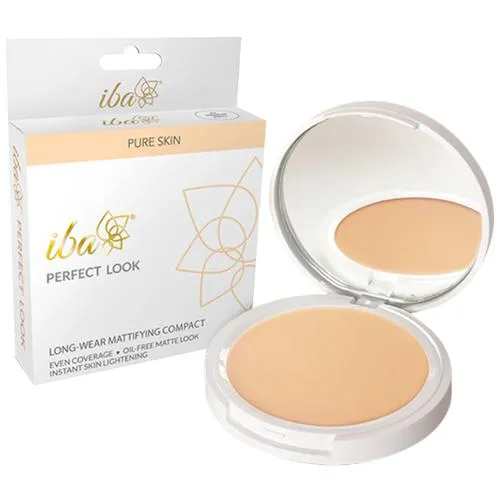 iba®
PURE SKIN
iba®
PERFECT LOOK
LONG-WEAR MATTIFYING COMPACT
EVEN COVERAGE • OIL-FREE MATTE LOOK
INSTANT SKIN LIGHTENING
iba
PERFECT LOOK